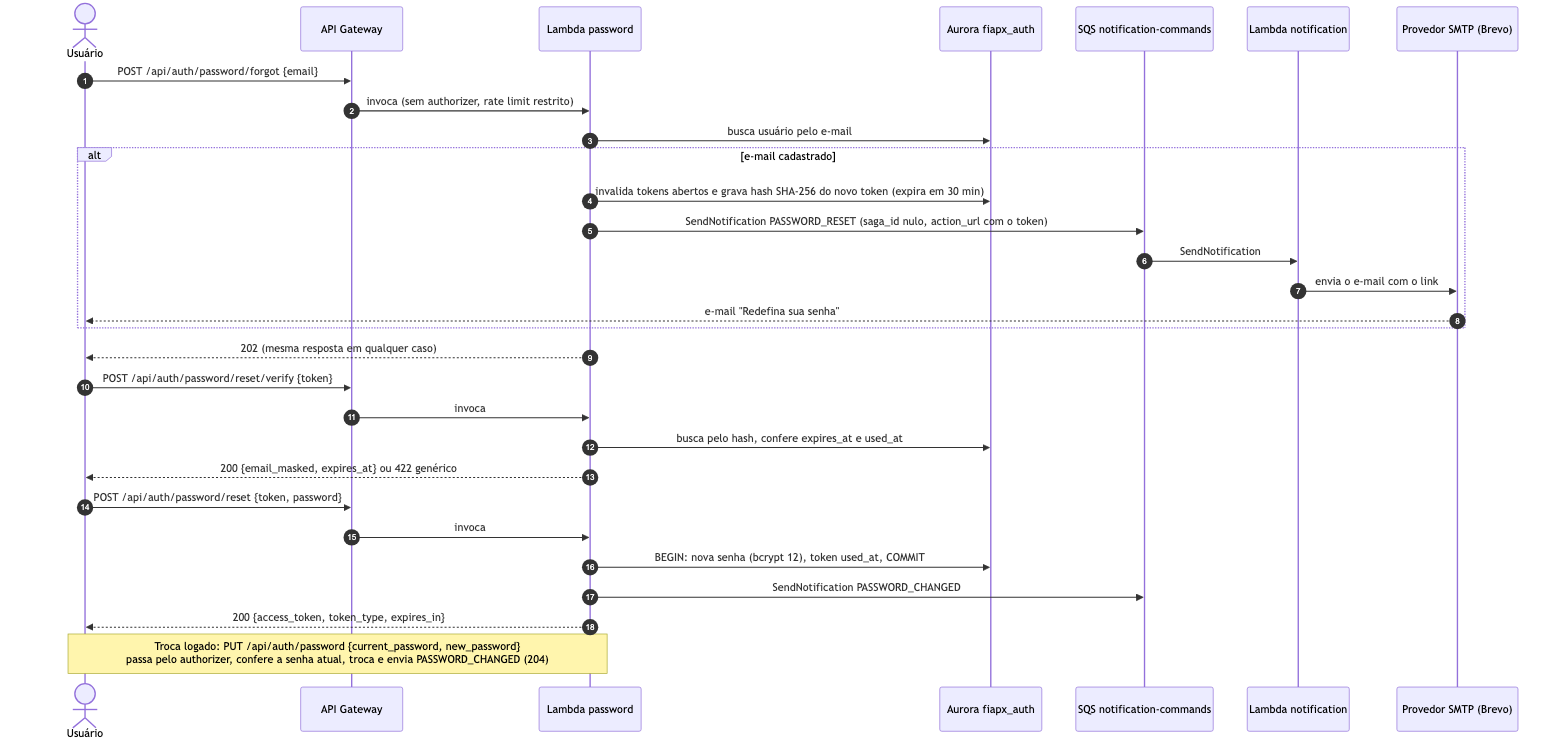 Usuário
API Gateway
Lambda password
Aurora fiapx_auth
SQS notification-commands
Lambda notification
Provedor SMTP (Brevo)
1
POST /api/auth/password/forgot {email}
2
invoca (sem authorizer, rate limit restrito)
3
busca usuário pelo e-mail
alt
[e-mail cadastrado]
4
invalida tokens abertos e grava hash SHA-256 do novo token (expira em 30 min)
5
SendNotification PASSWORD_RESET (saga_id nulo, action_url com o token)
6
SendNotification
7
envia o e-mail com o link
e-mail "Redefina sua senha"
8
202 (mesma resposta em qualquer caso)
9
10
POST /api/auth/password/reset/verify {token}
11
invoca
12
busca pelo hash, confere expires_at e used_at
200 {email_masked, expires_at} ou 422 genérico
13
14
POST /api/auth/password/reset {token, password}
15
invoca
16
BEGIN: nova senha (bcrypt 12), token used_at, COMMIT
17
SendNotification PASSWORD_CHANGED
200 {access_token, token_type, expires_in}
18
Troca logado: PUT /api/auth/password {current_password, new_password}
passa pelo authorizer, confere a senha atual, troca e envia PASSWORD_CHANGED (204)
Usuário
API Gateway
Lambda password
Aurora fiapx_auth
SQS notification-commands
Lambda notification
Provedor SMTP (Brevo)